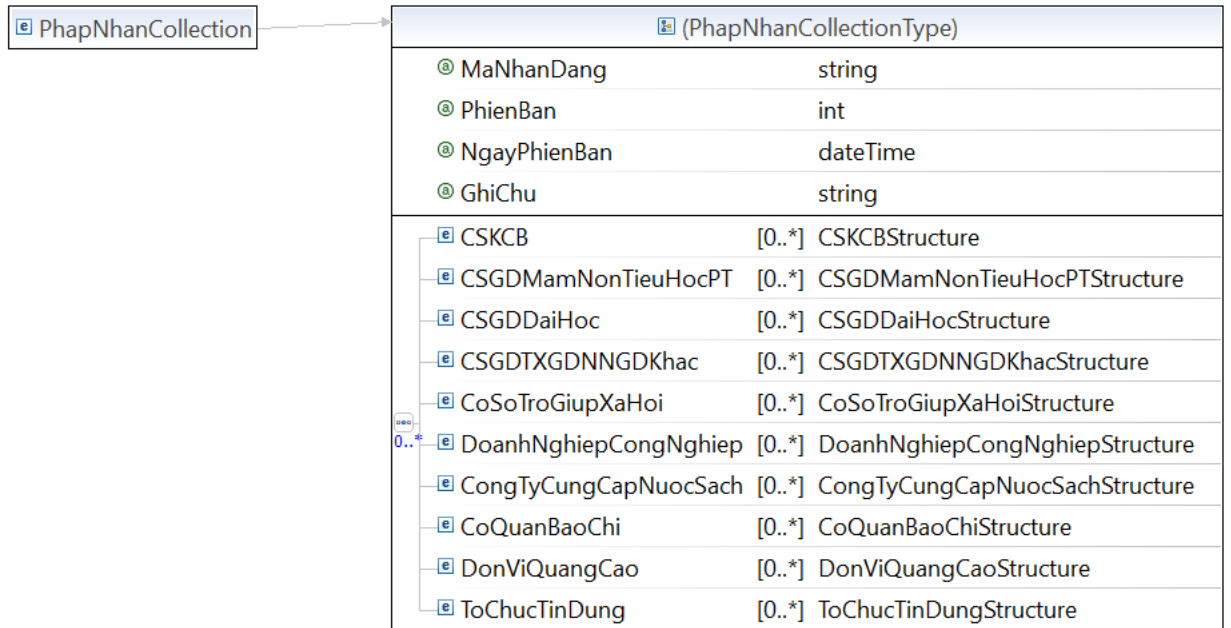 PhapNhanCollection
(PhapNhanCollectionType)
MaNhanDang string
PhienBan int
NgayPhienBan dateTime
GhiChu string
CSKCB [0..*] CSKCBStructure
CSGDMamNonTieuHocPT [0..*] CSGDMamNonTieuHocPTStructure
CSGDDaiHoc [0..*] CSGDDaiHocStructure
CSGDTXGDNNGDKhac [0..*] CSGDTXGDNNGDKhacStructure
CoSoTroGiupXaHoi [0..*] CoSoTroGiupXaHoiStructure
0..*
DoanhNghiepCongNghiep [0..*] DoanhNghiepCongNghiepStructure
CongTyCungCapNuocSach [0..*] CongTyCungCapNuocSachStructure
CoQuanBaoChi [0..*] CoQuanBaoChiStructure
DonViQuangCao [0..*] DonViQuangCaoStructure
ToChucTinDung [0..*] ToChucTinDungStructure